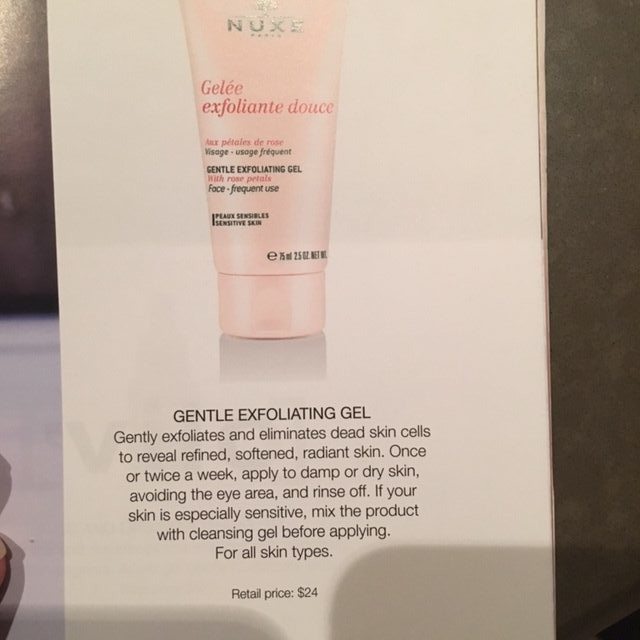 NUXE
PARIS
Gelée
exfoliante douce
Aux pétales de rose
Visage - usage fréquent
GENTLE EXFOLIATING GEL
With rose petals
Face - frequent use
PEAUX SENSIBLES
SENSITIVE SKIN
℮ 75 ml 2.5 OZ. NET WT.
GENTLE EXFOLIATING GEL
Gently exfoliates and eliminates dead skin cells
to reveal refined, softened, radiant skin. Once
or twice a week, apply to damp or dry skin,
avoiding the eye area, and rinse off. If your
skin is especially sensitive, mix the product
with cleansing gel before applying.
For all skin types.
Retail price: $24